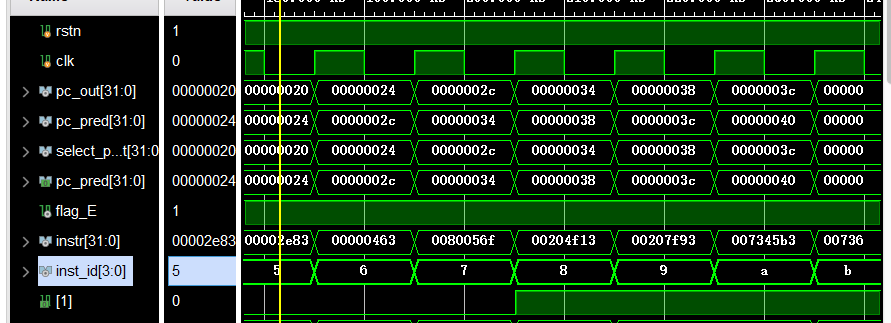 Value
rstn 1
clk 0
pc_out[31:0] 00000020 00000020 00000024 0000002c 00000034 00000038 0000003c 00000
pc_pred[31:0] 00000024 00000024 0000002c 00000034 00000038 0000003c 00000040 00000
select_p...t[31:0 00000020 00000020 00000024 0000002c 00000034 00000038 0000003c 00000
pc_pred[31:0] 00000024 00000024 0000002c 00000034 00000038 0000003c 00000040 00000
flag_E 1
instr[31:0] 00002e83 00002e83 00000463 0080056f 00204f13 00207f93 007345b3 00736
inst_id[3:0] 5 5 6 7 8 9 a b
[1] 0